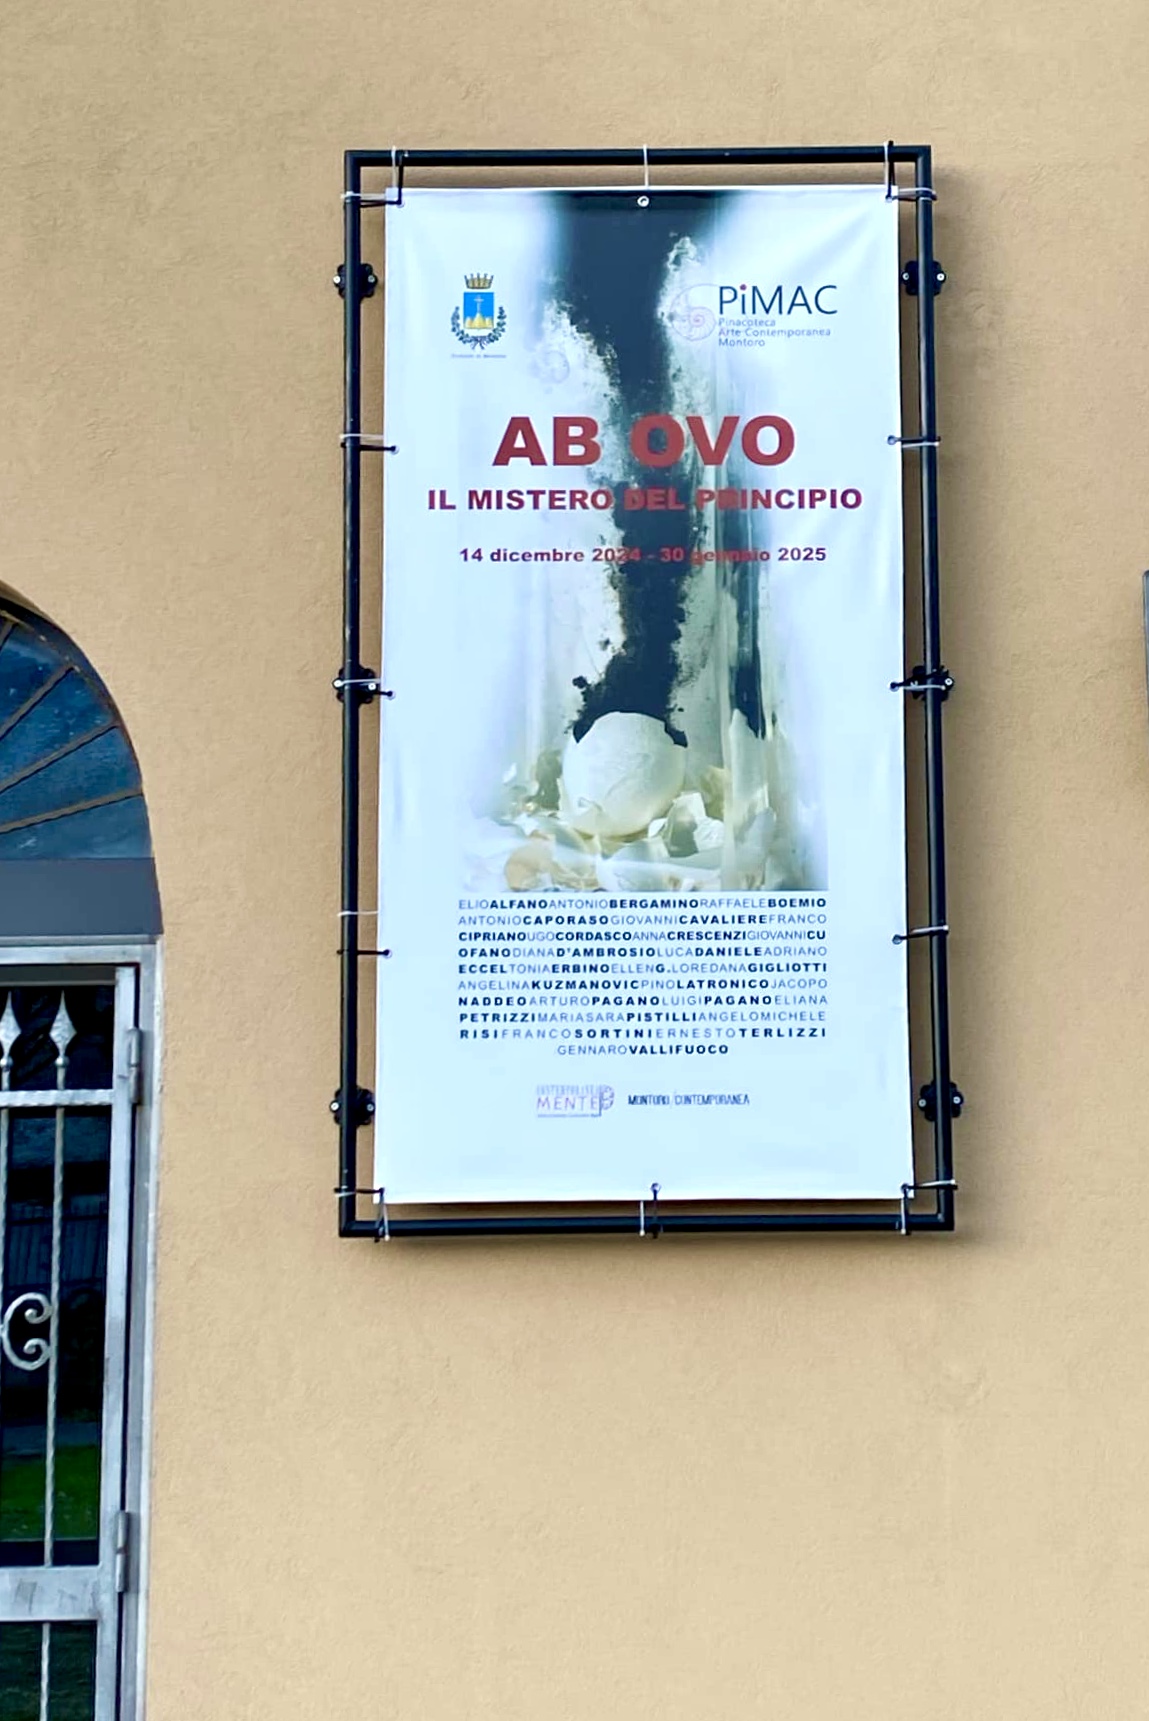 PiMAC
Pinacoteca
Arte Contemporanea
Montoro
AB OVO
IL MISTERO DEL PRINCIPIO
14 dicembre 2024 - 30 gennaio 2025
ELIOALFANOANTONIOBERGAMINORAFFAELEBOEMIO
ANTONIOCAPORASOGIOVANNICAVALIEREFRANCO
CIPRIANOUGOCORDASCOANNACRESCENZIGIOVANNICU
OFANODIANAD'AMBROSIOLUCADANIELEADRIANO
ECCELTONIAERBINOELLENG.LOREDANAGIGLIOTTI
ANGELINAKUZMANOVICPINOLATRONICOJACOPO
NADDEOARTUROPAGANOLUIGIPAGANOELIANA
PETRIZZIMARIASARAPISTILLIANGELOMICHELE
RISIFRANCOSORTINIERNESTOTERLIZZI
GENNAROVALLIFUOCO
MENTE
MONTORO CONTEMPORANEA